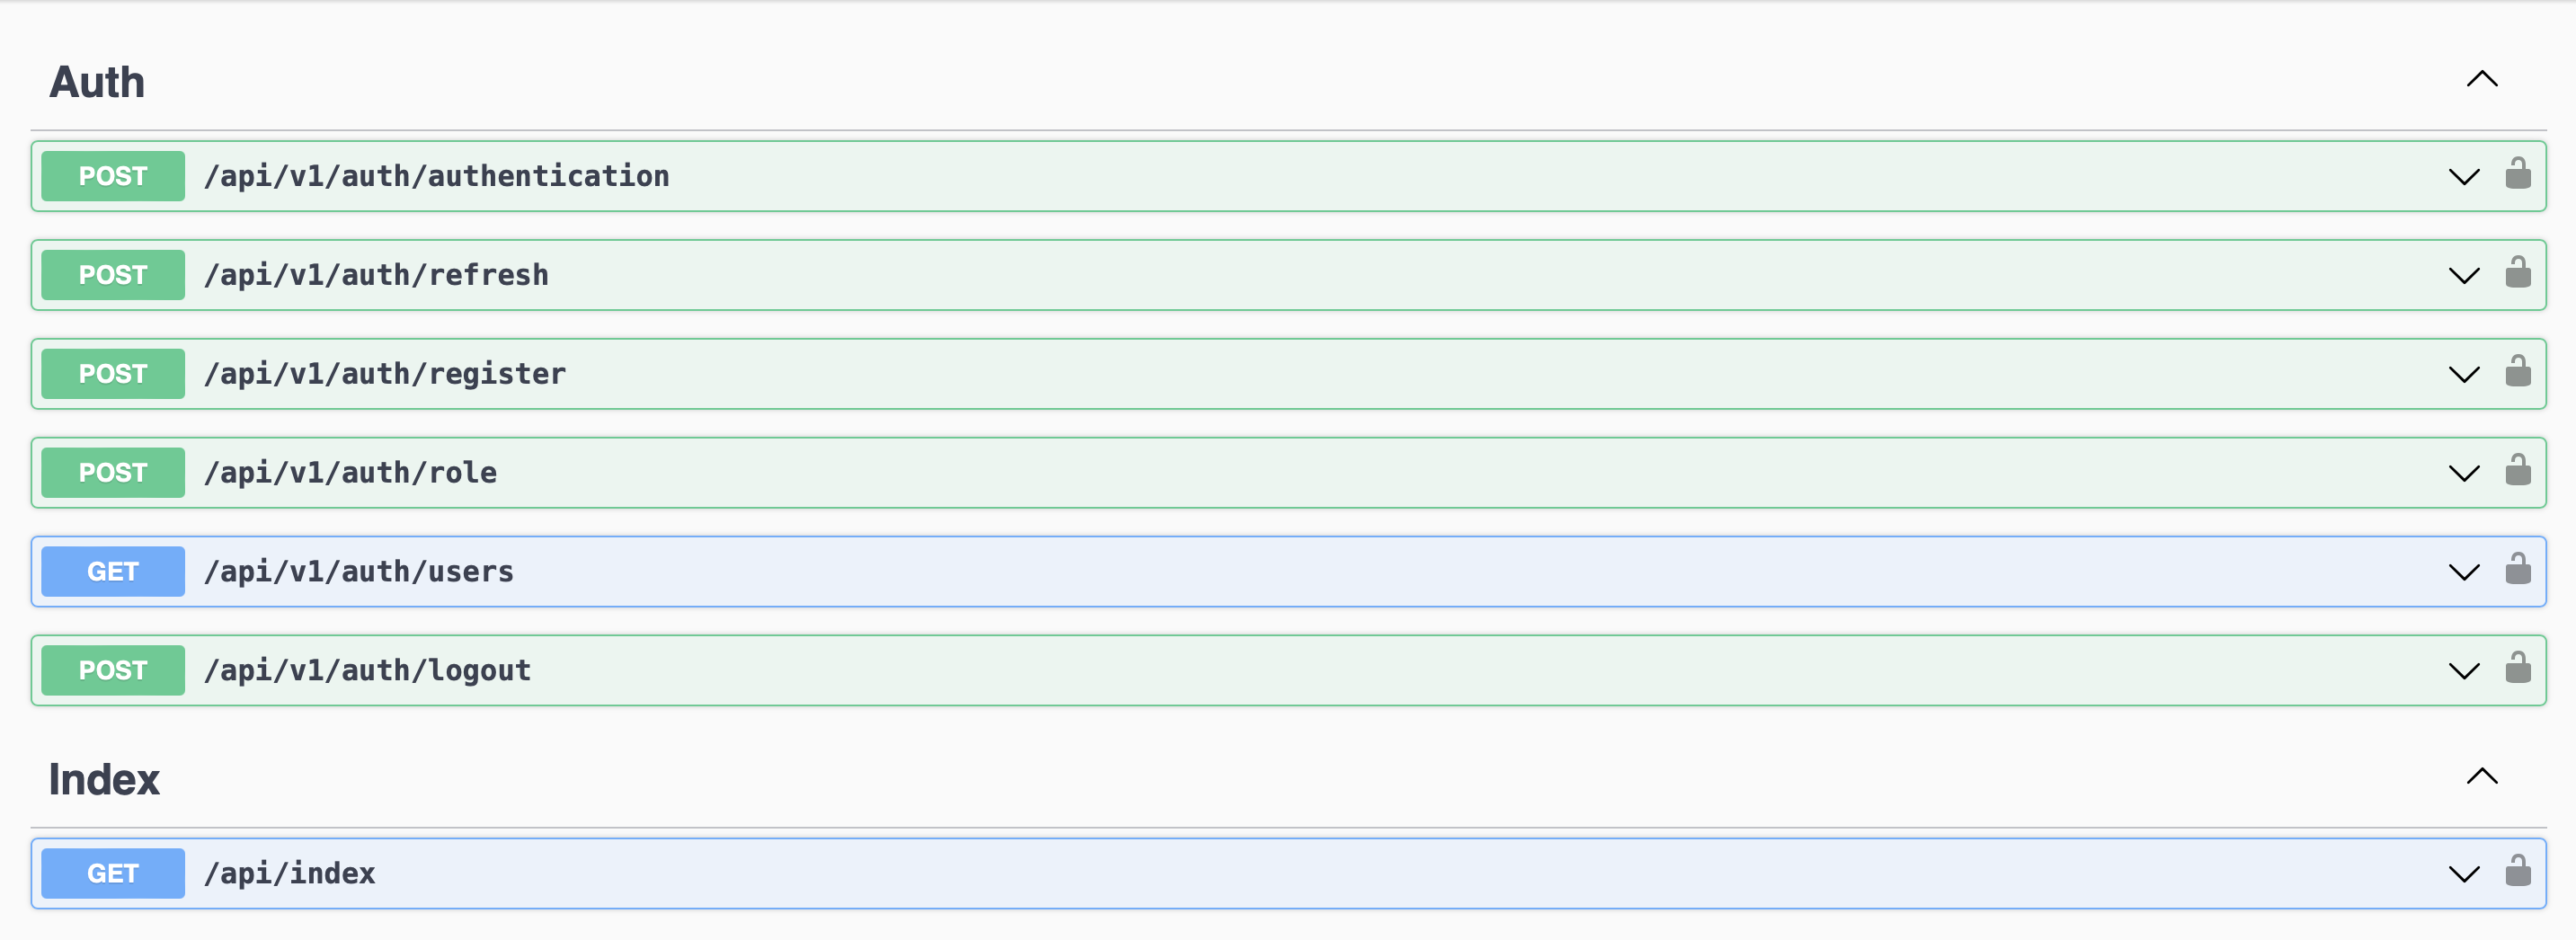 Auth
POST /api/v1/auth/authentication
POST /api/v1/auth/refresh
POST /api/v1/auth/register
POST /api/v1/auth/role
GET /api/v1/auth/users
POST /api/v1/auth/logout
Index
GET /api/index